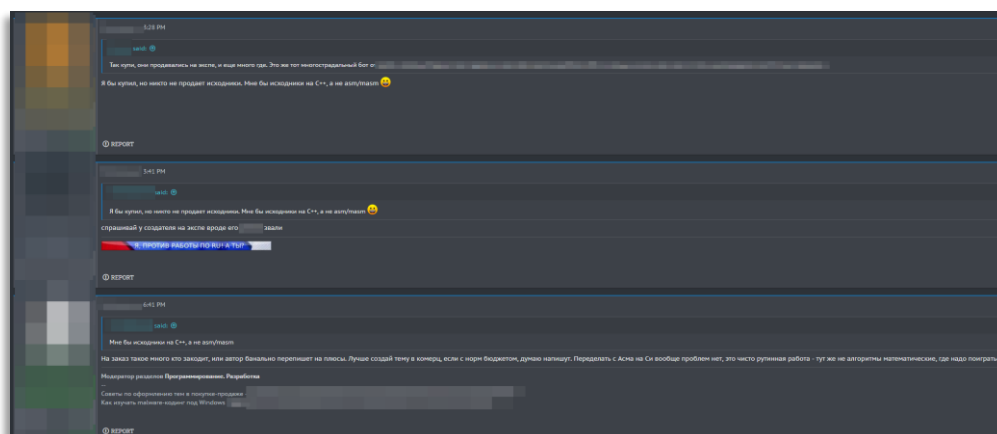 5:28 PM
said:
Так купи, они продавались на экспе, и еще много где. Это же тот многострадальный бот от
Я бы купил, но никто не продает исходники. Мне бы исходники на C++, а не asm/masm
REPORT
3:41 PM
said:
Я бы купил, но никто не продает исходники. Мне бы исходники на C++, а не asm/masm
спрашивай у создателя на экспе вроде его звали
Я, ПРОТИВ РАБОТЫ ПО RU! А ТЫ?
REPORT
6:41 PM
said:
Мне бы исходники на C++, а не asm/masm
На заказ такое много кто закодит, или автор банально перепишет на плюсы. Лучше создай тему в комерц, если с норм бюджетом, думаю напишут. Переделать с Асма на Си вообще проблем нет, это чисто рутинная работа - тут же не алгоритмы математические, где надо поиграть
Модератор разделов Программирование. Разработка
--
Советы по оформлению тем в покупке-продаже
Как изучать malware-кодинг под Windows
REPORT